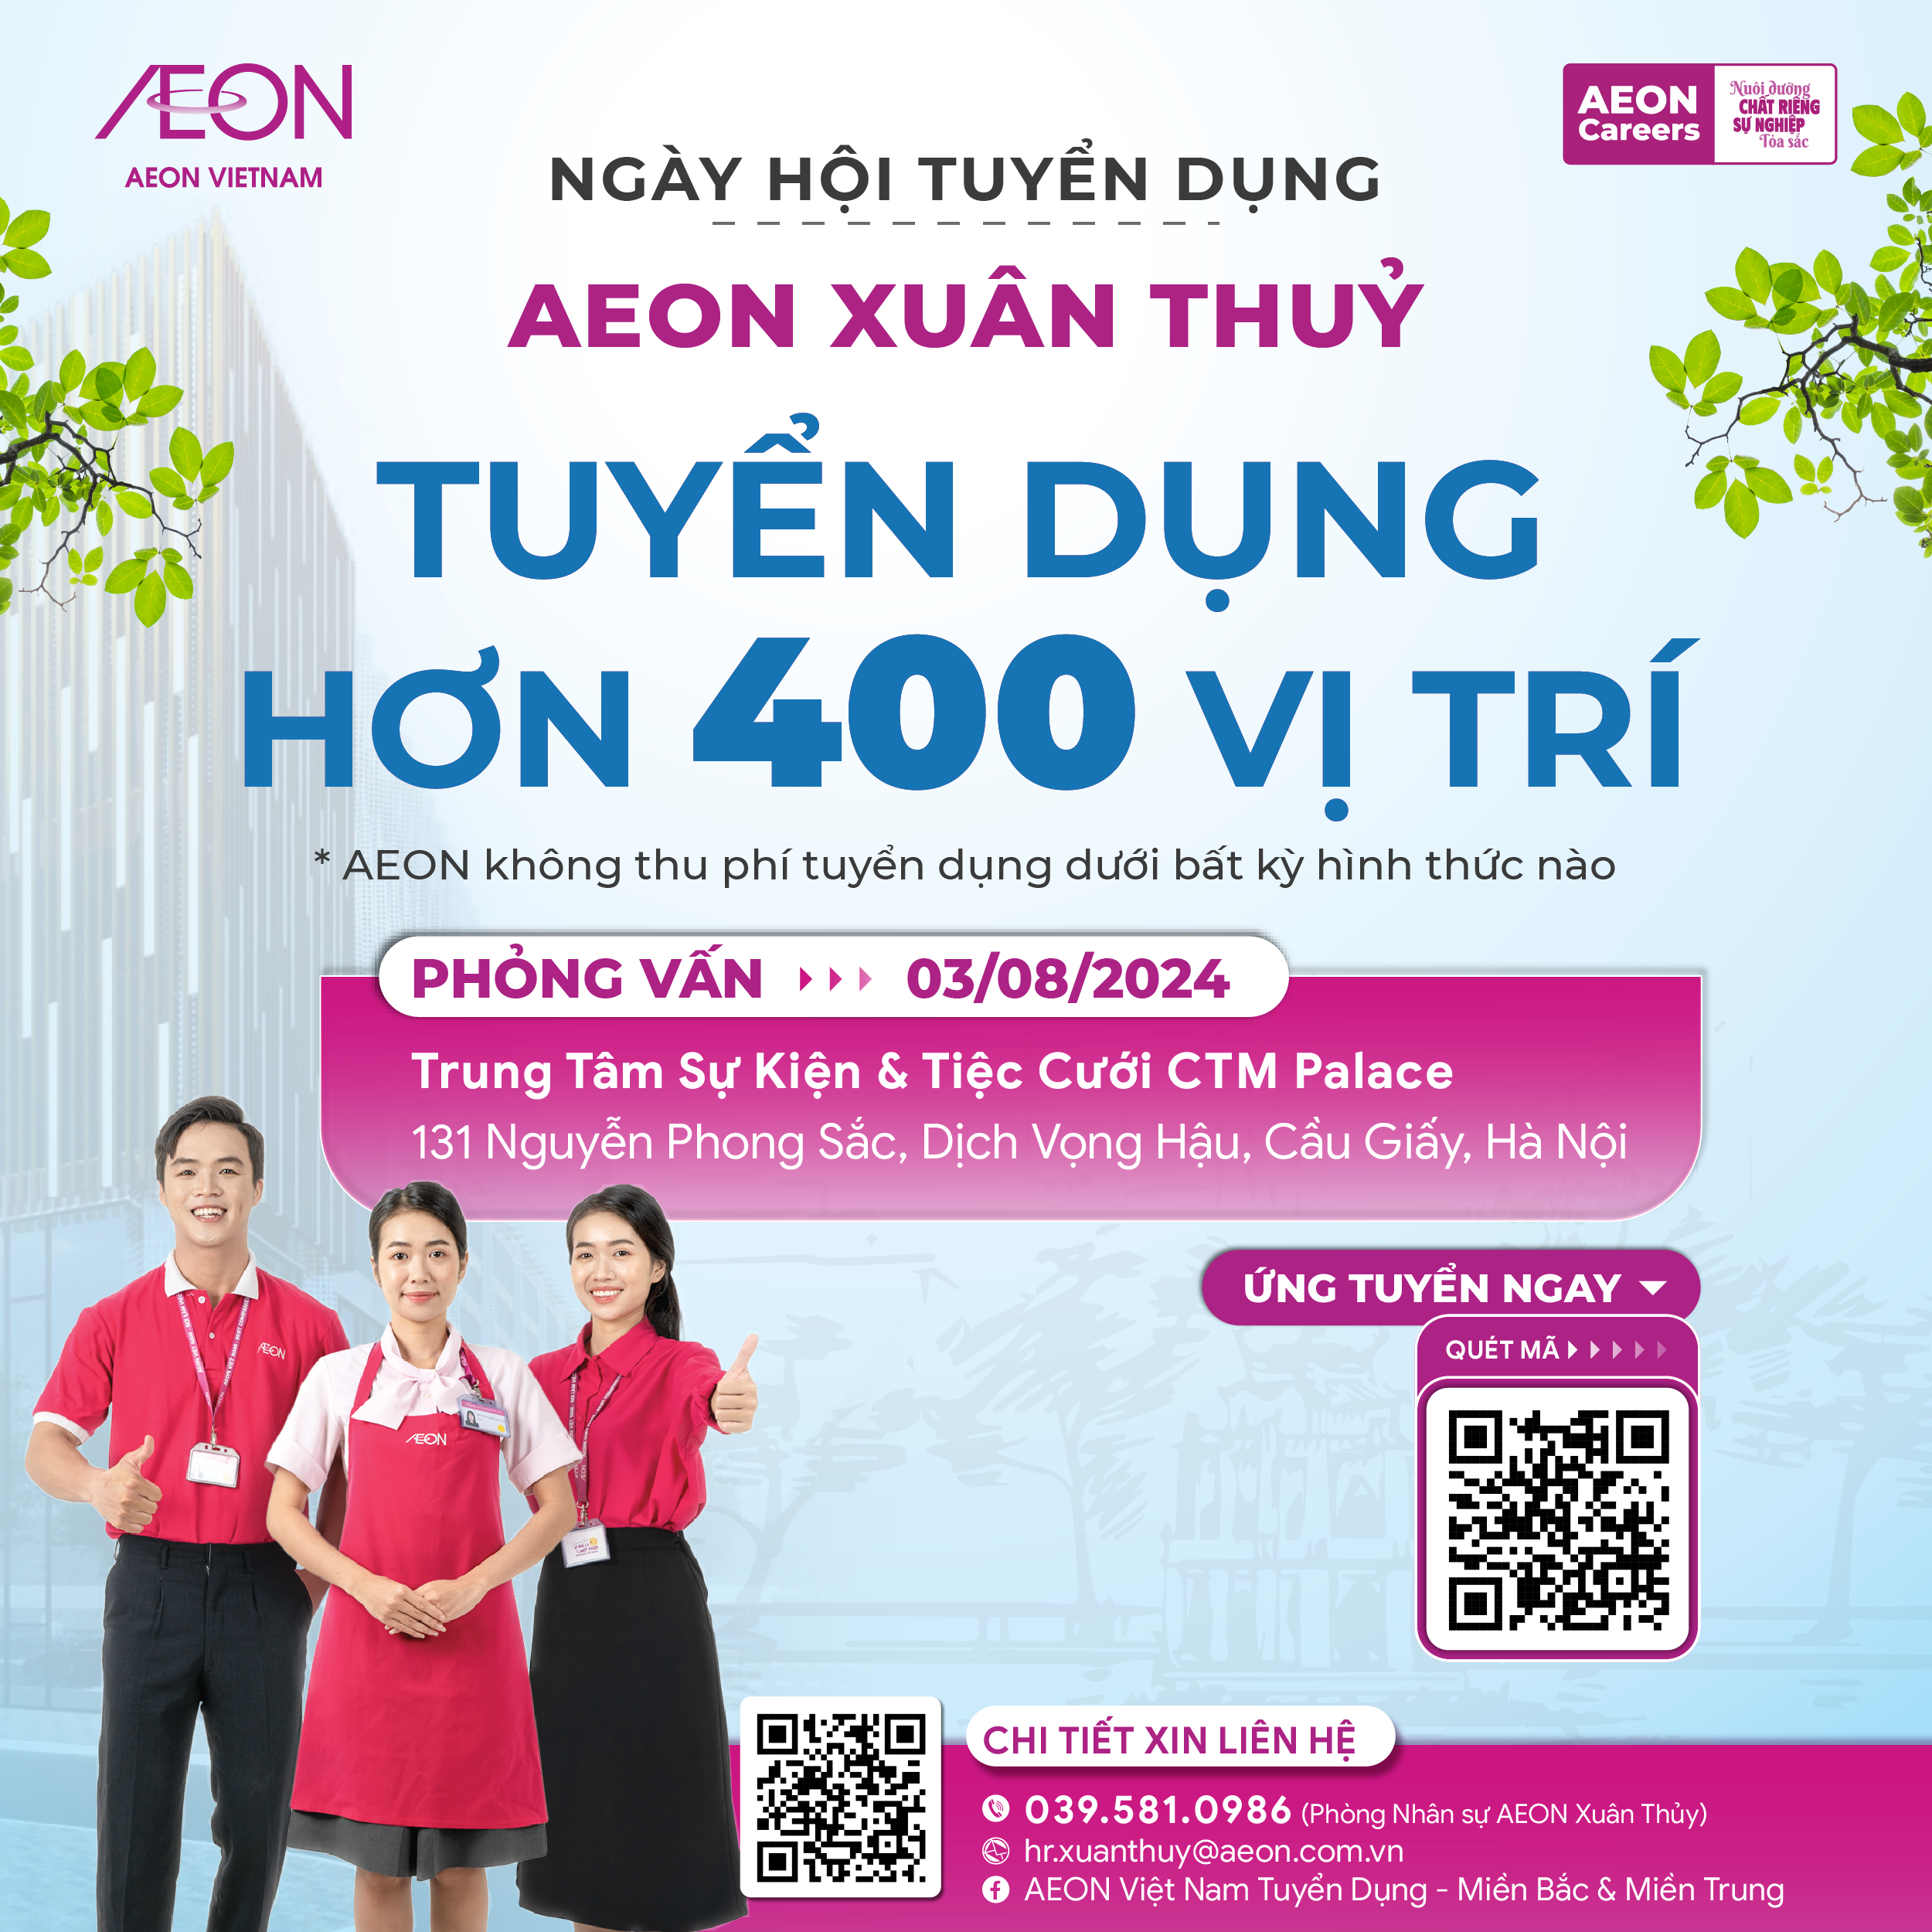 AEON
AEON VIETNAM
AEON Careers
Nuôi dưỡng
CHẤT RIÊNG
SỰ NGHIỆP
Tỏa sắc
NGÀY HỘI TUYỂN DỤNG
AEON XUÂN THUỶ
TUYỂN DỤNG
HƠN 400 VỊ TRÍ
* AEON không thu phí tuyển dụng dưới bất kỳ hình thức nào
PHỎNG VẤN 03/08/2024
Trung Tâm Sự Kiện & Tiệc Cưới CTM Palace
131 Nguyễn Phong Sắc, Dịch Vọng Hậu, Cầu Giấy, Hà Nội
ỨNG TUYỂN NGAY
QUÉT MÃ
AEON
AEON
CHI TIẾT XIN LIÊN HỆ
039.581.0986 (Phòng Nhân sự AEON Xuân Thủy)
hr.xuanthuy@aeon.com.vn
AEON Việt Nam Tuyển Dụng - Miền Bắc & Miền Trung